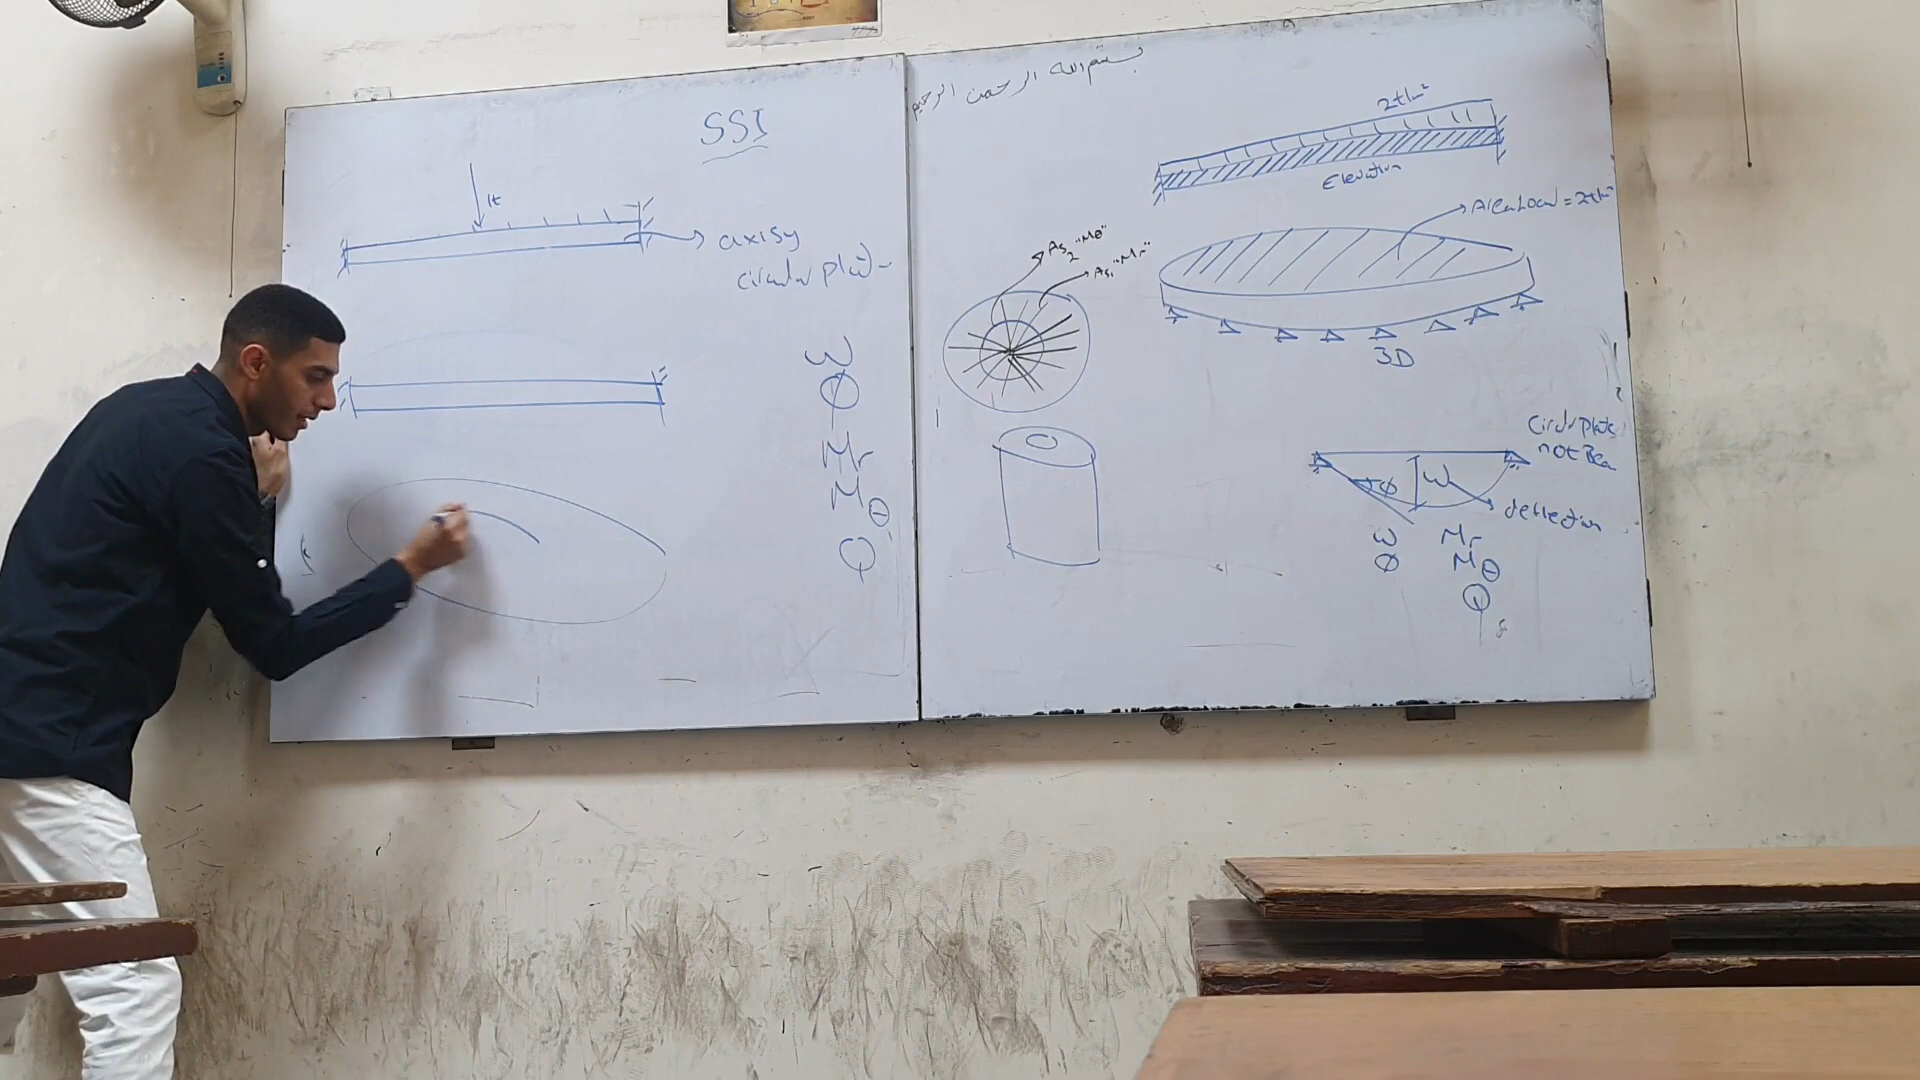 SSI
1t
axisy
circular plate
ω
Ø
Mr
Mθ
Q
بسم الله الرحمن الرحيم
2t/m²
Elevation
Area Load = 2t/m²
As₂ "Mθ"
As₁ "Mr"
3D
Circular plate
not Beam
Ø
ω
deflection
ω Mr
Ø Mθ
Q